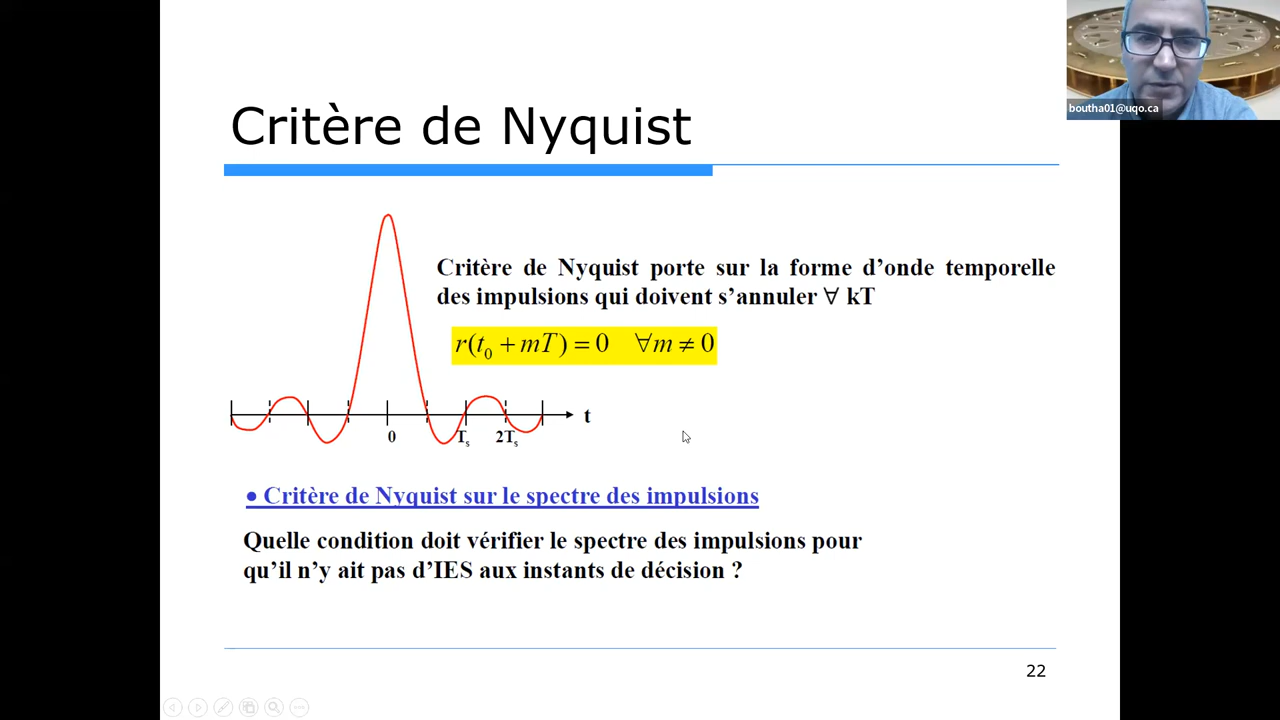 boutha01@uqo.ca
Critère de Nyquist
Critère de Nyquist porte sur la forme d’onde temporelle
des impulsions qui doivent s’annuler ∀ kT
r(t₀ + mT) = 0 ∀m ≠ 0
t
0 Tₛ 2Tₛ
• Critère de Nyquist sur le spectre des impulsions
Quelle condition doit vérifier le spectre des impulsions pour
qu’il n’y ait pas d’IES aux instants de décision ?
22